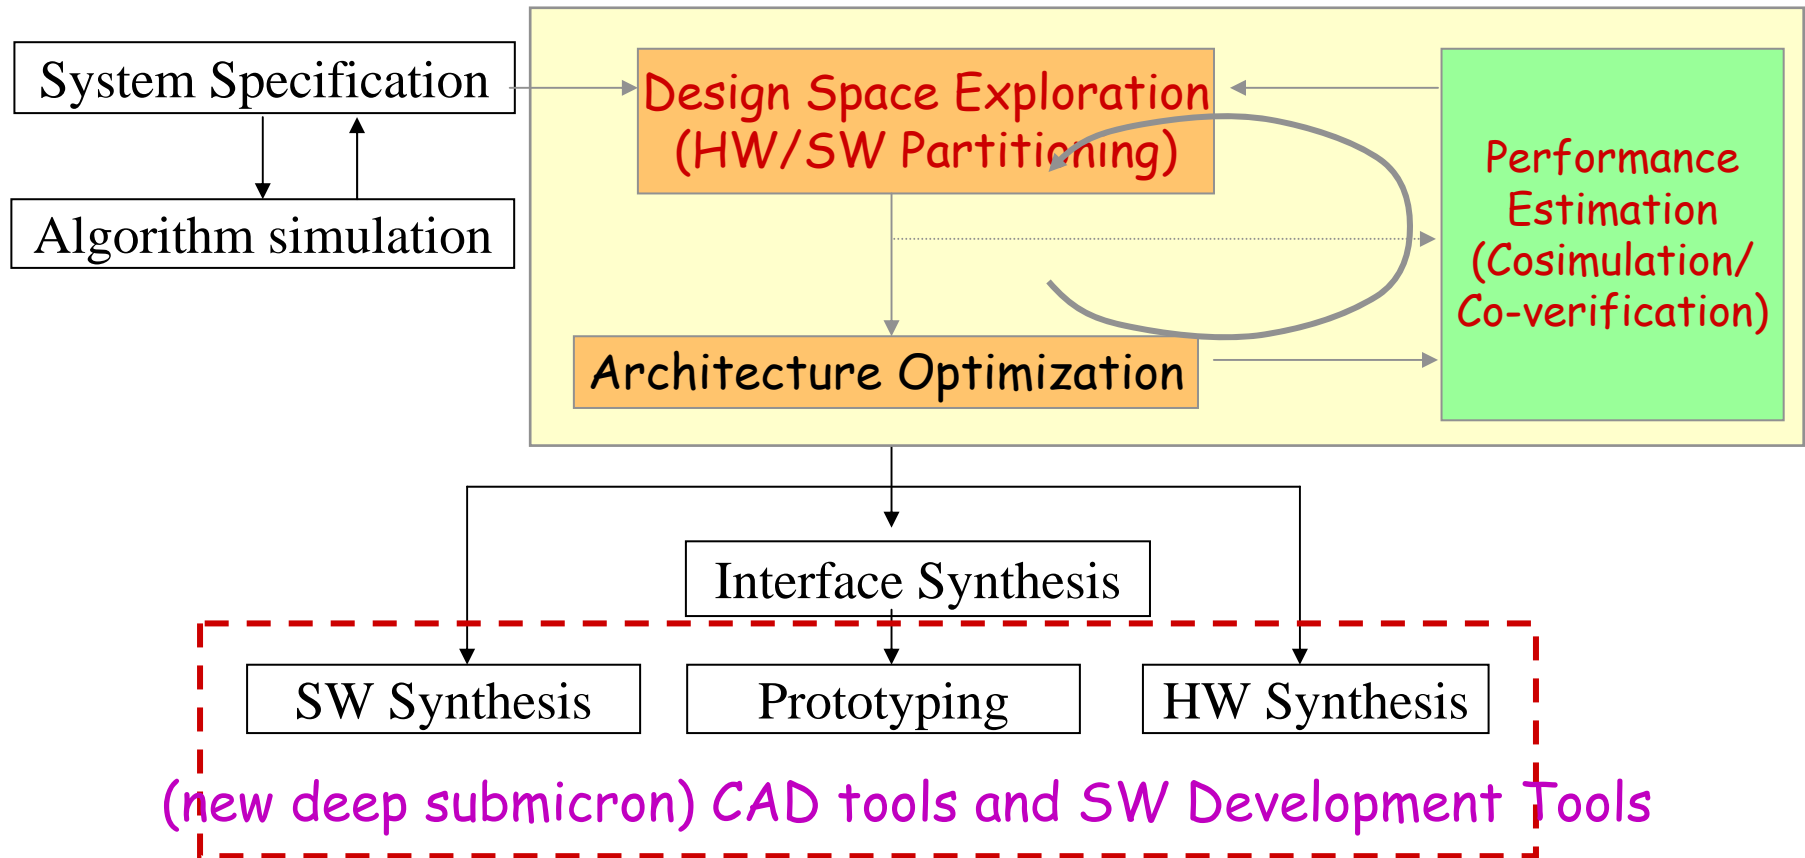 System Specification
Algorithm simulation
Design Space Exploration
(HW/SW Partitioning)
Architecture Optimization
Performance
Estimation
(Cosimulation/
Co-verification)
Interface Synthesis
SW Synthesis
Prototyping
HW Synthesis
(new deep submicron) CAD tools and SW Development Tools